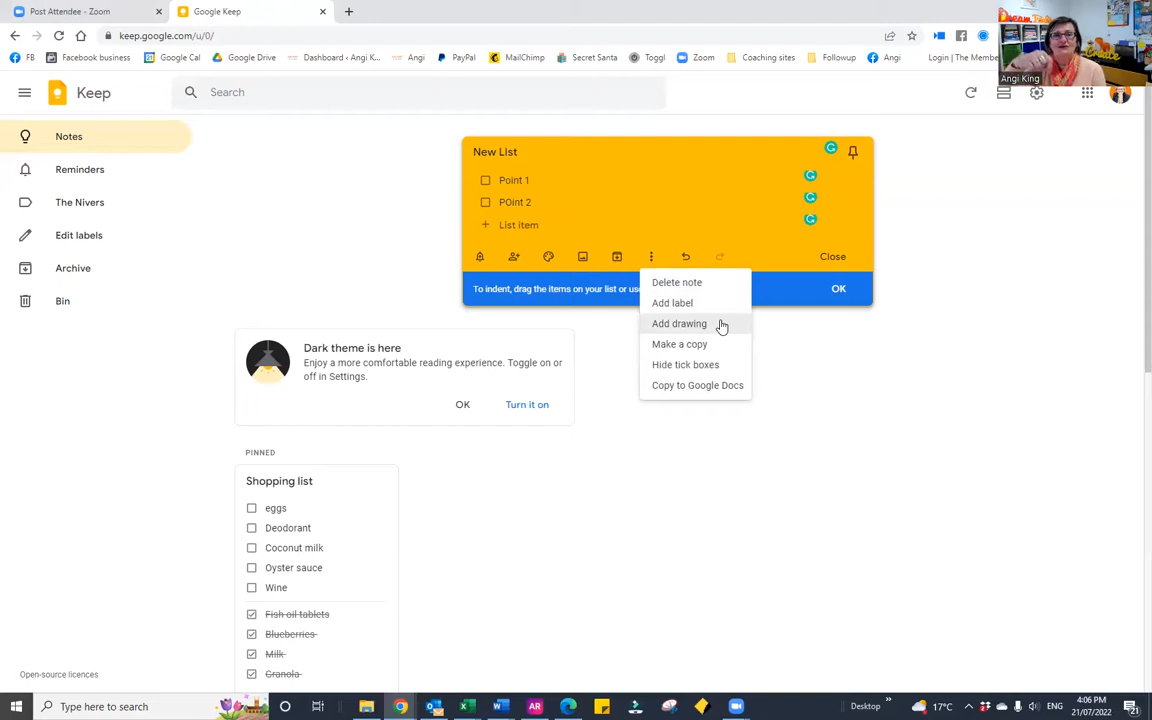 Post Attendee - Zoom
Google Keep
keep.google.com/u/0/
FB
Facebook business
Google Cal
Google Drive
Dashboard ‹ Angi K...
Angi
PayPal
MailChimp
Secret Santa
Toggl
Zoom
Coaching sites
Followup
Angi
Login | The Membe
Angi King
Keep
Search
Notes
Reminders
The Nivers
Edit labels
Archive
Bin
New List
Point 1
POint 2
List item
Close
To indent, drag the items on your list or use
OK
Delete note
Add label
Add drawing
Make a copy
Hide tick boxes
Copy to Google Docs
Dark theme is here
Enjoy a more comfortable reading experience. Toggle on or
off in Settings.
OK
Turn it on
PINNED
Shopping list
eggs
Deodorant
Coconut milk
Oyster sauce
Wine
Fish oil tablets
Blueberries
Milk
Granola
Open-source licences
Type here to search
Desktop
17°C
ENG
4:06 PM
21/07/2022